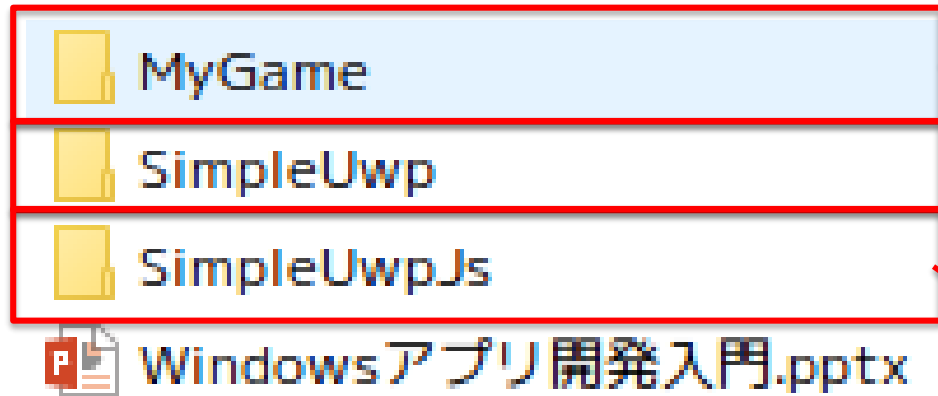 MyGame
SimpleUwp
SimpleUwpJs
Windowsアプリ開発入門.pptx